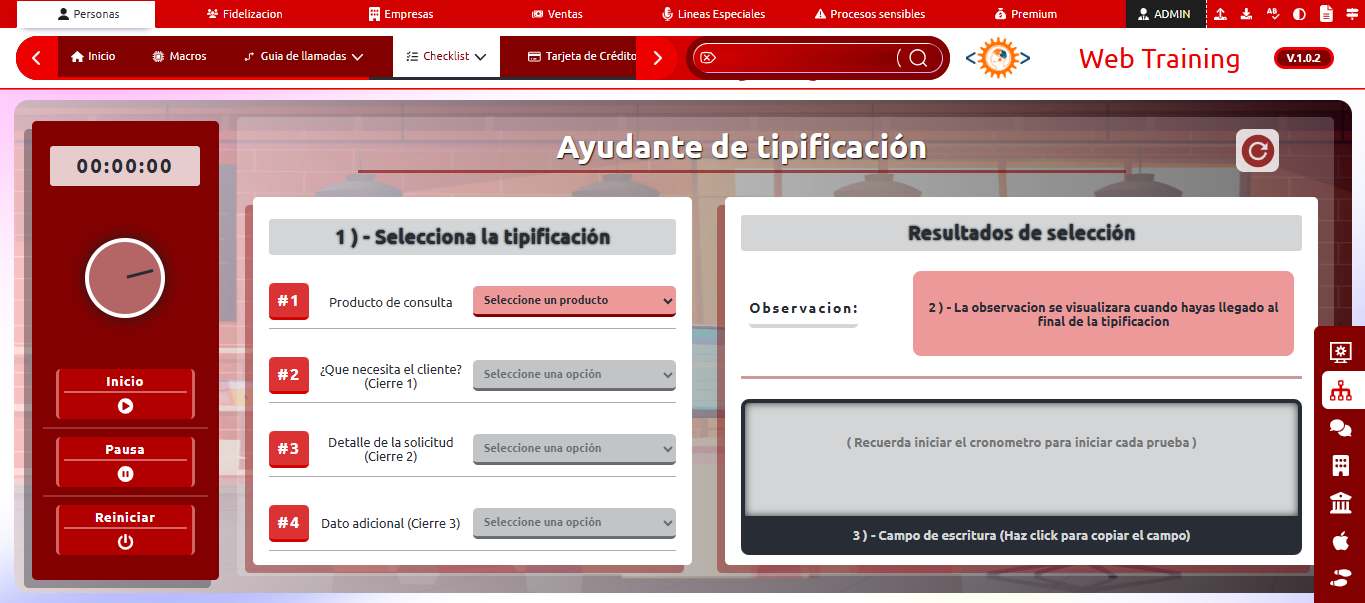 Personas
Fidelizacion
Empresas
Ventas
Lineas Especiales
Procesos sensibles
Premium
ADMIN
Inicio
Macros
Guia de llamadas
Checklist
Tarjeta de Crédito
Web Training
V.1.0.2
00:00:00
Inicio
Pausa
Reiniciar
Ayudante de tipificación
1 ) - Selecciona la tipificación
#1
Producto de consulta
Seleccione un producto
#2
¿Que necesita el cliente?
(Cierre 1)
Seleccione una opción
#3
Detalle de la solicitud
(Cierre 2)
Seleccione una opción
#4
Dato adicional (Cierre 3)
Seleccione una opción
Resultados de selección
Observacion:
2 ) - La observacion se visualizara cuando hayas llegado al
final de la tipificacion
( Recuerda iniciar el cronometro para iniciar cada prueba )
3 ) - Campo de escritura (Haz click para copiar el campo)